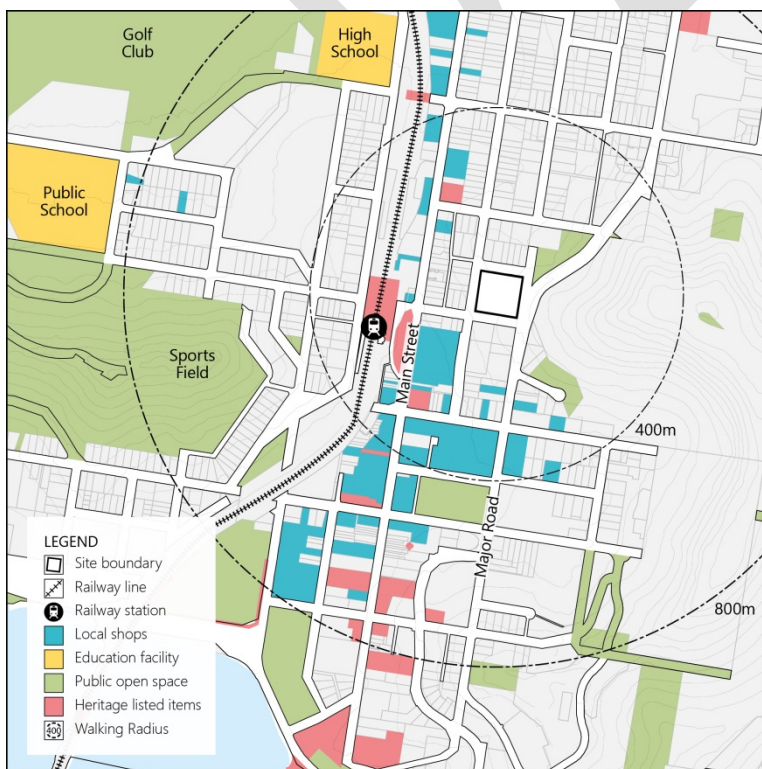 Golf
Club
High
School
Public
School
Sports
Field
Main Street
400m
Major Road
800m
LEGEND
Site boundary
Railway line
Railway station
Local shops
Education facility
Public open space
Heritage listed items
400
Walking Radius